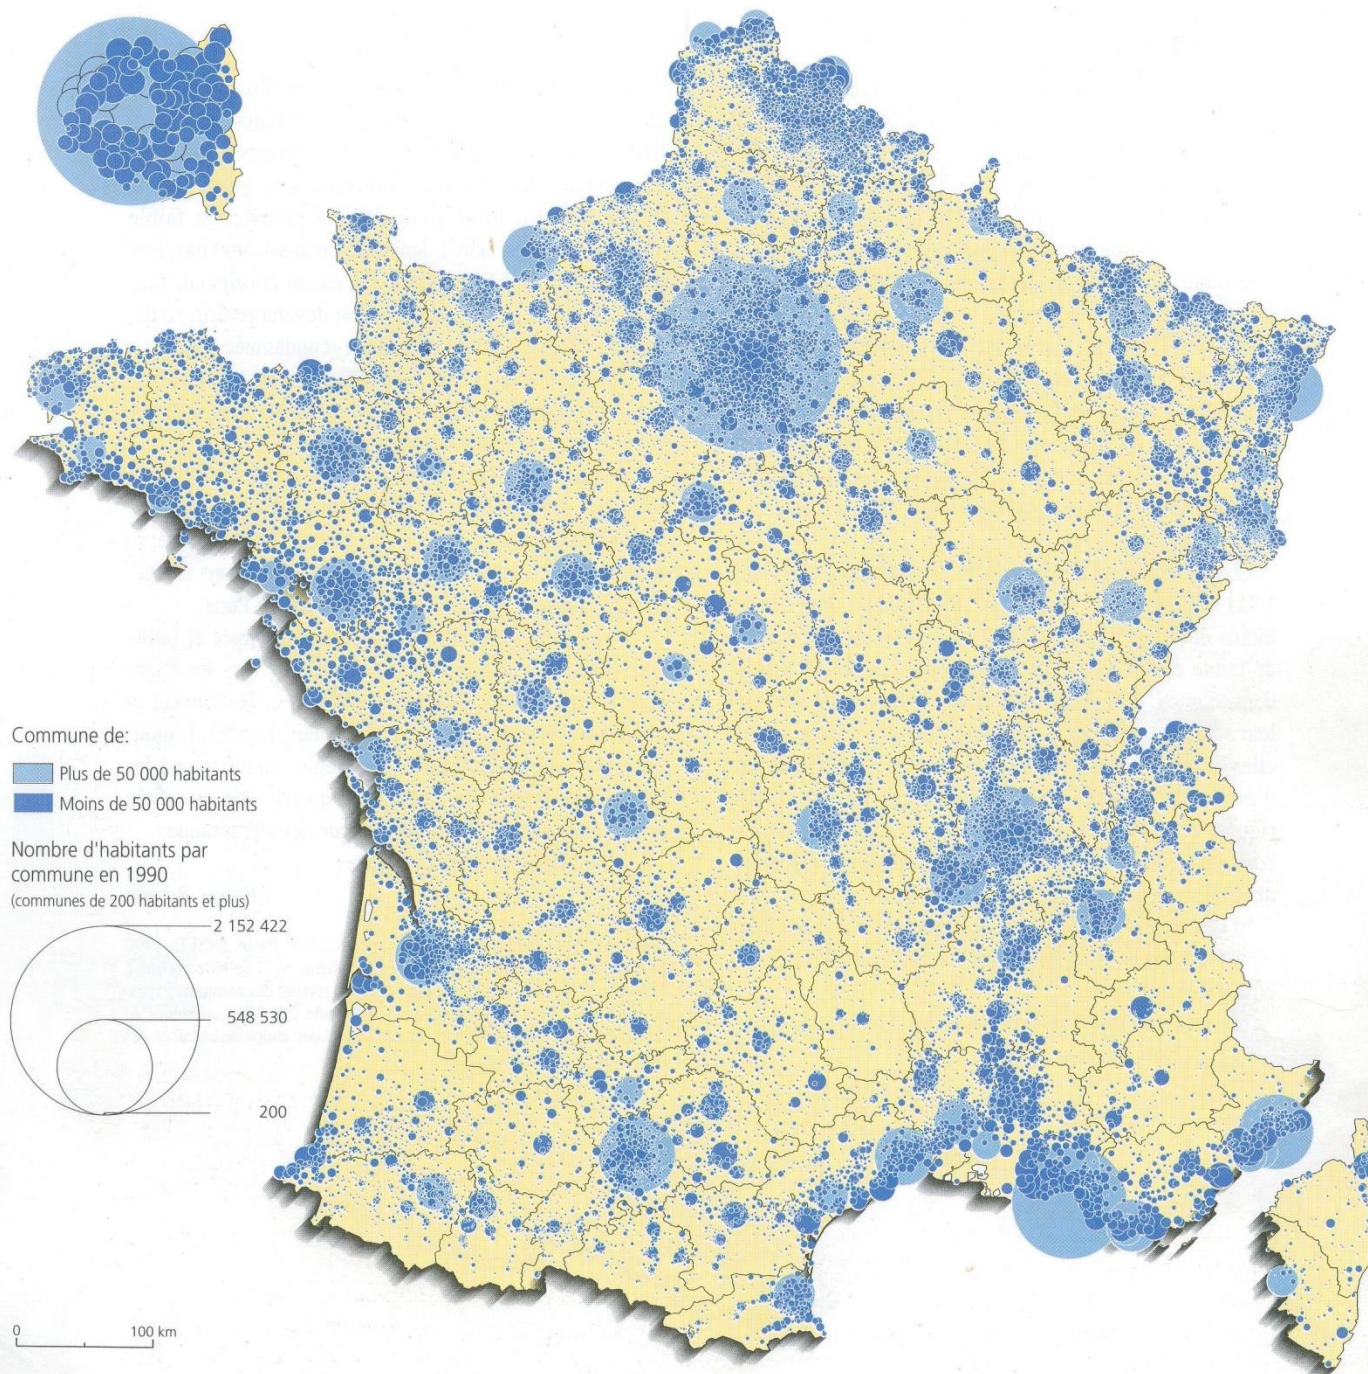 Commune de:
Plus de 50 000 habitants
Moins de 50 000 habitants
Nombre d'habitants par
commune en 1990
(communes de 200 habitants et plus)
2 152 422
548 530
200
0 100 km